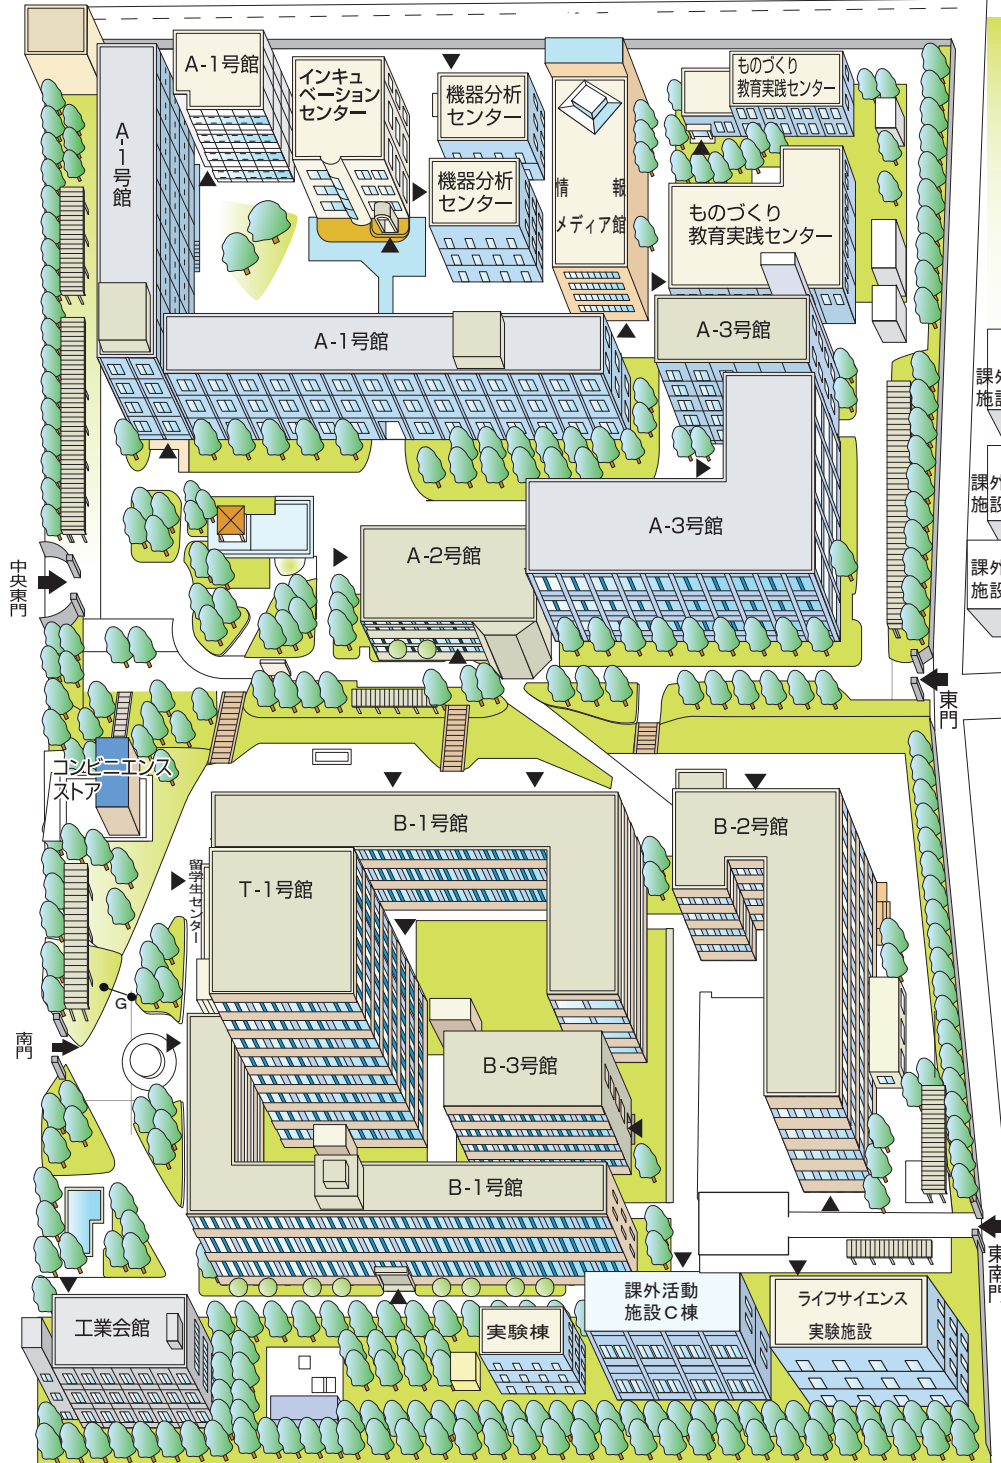 A-1号館
インキュ
ベーション
センター
機器分析
センター
ものづくり
教育実践センター
A-1号館
機器分析
センター
情報
メディア館
ものづくり
教育実践センター
A-1号館
A-3号館
A-3号館
A-2号館
中央東門
東門
コンビニエンス
ストア
B-1号館
B-2号館
留学生センター
T-1号館
G
南門
B-3号館
B-1号館
東南門
工業会館
実験棟
課外活動
施設C棟
ライフサイエンス
実験施設
課外
施設
課外
施設
課外
施設